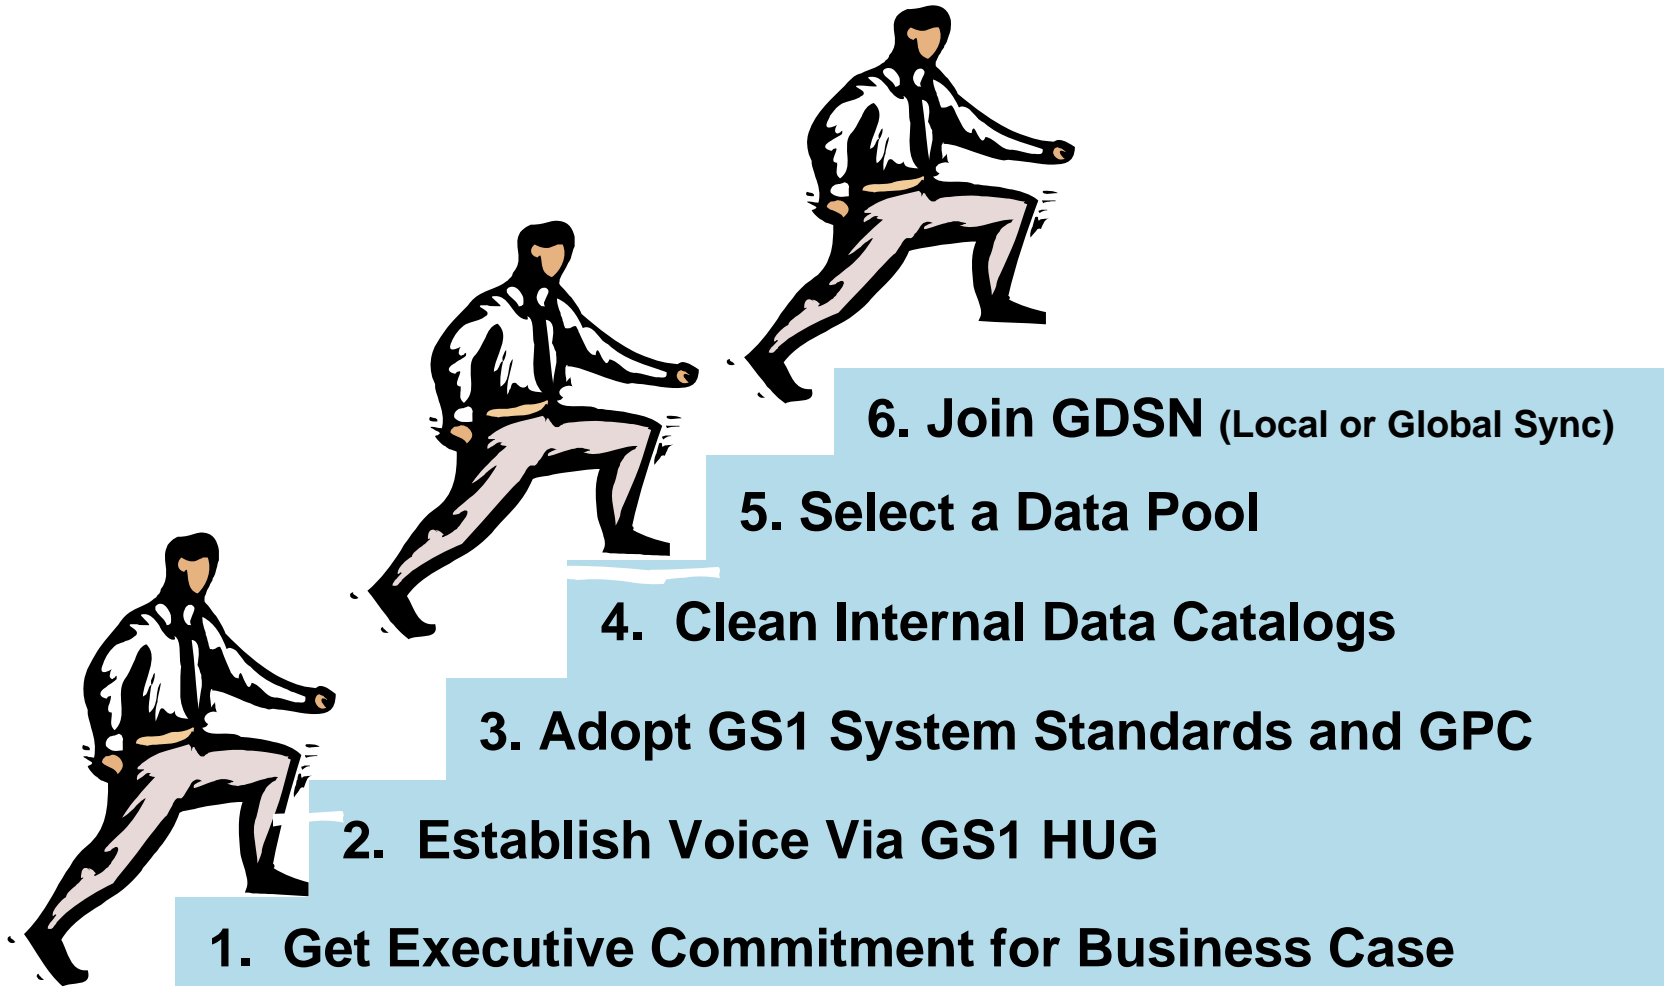 6. Join GDSN (Local or Global Sync)
5. Select a Data Pool
4. Clean Internal Data Catalogs
3. Adopt GS1 System Standards and GPC
2. Establish Voice Via GS1 HUG
1. Get Executive Commitment for Business Case